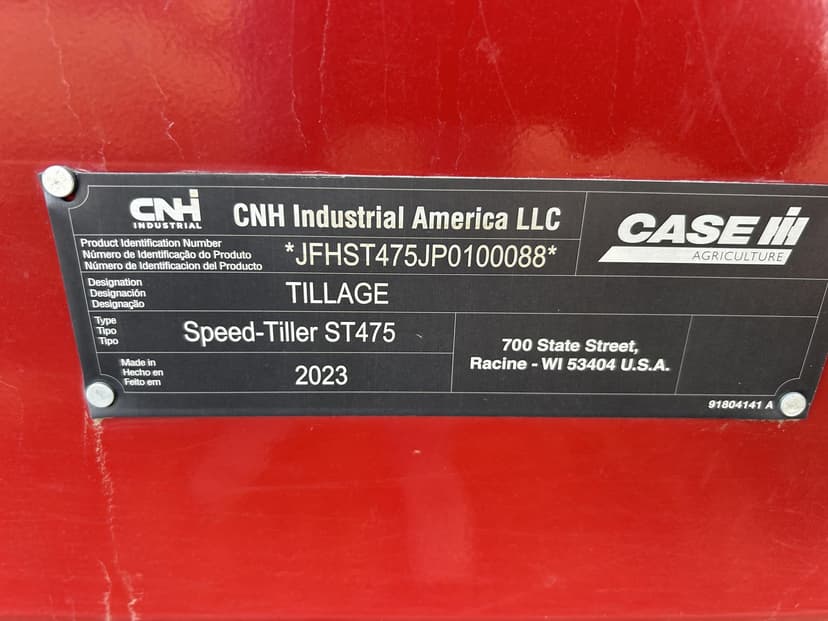 CNH
INDUSTRIAL
CNH Industrial America LLC
CASE IH
AGRICULTURE
Product Identification Number
Número de Identificação do Produto
Número de Identificacion del Producto
*JFHST475JP0100088*
Designation
Designación
Designação
TILLAGE
Type
Tipo
Tipo
Speed-Tiller ST475
700 State Street,
Racine - WI 53404 U.S.A.
Made in
Hecho en
Feito em
2023
91804141 A